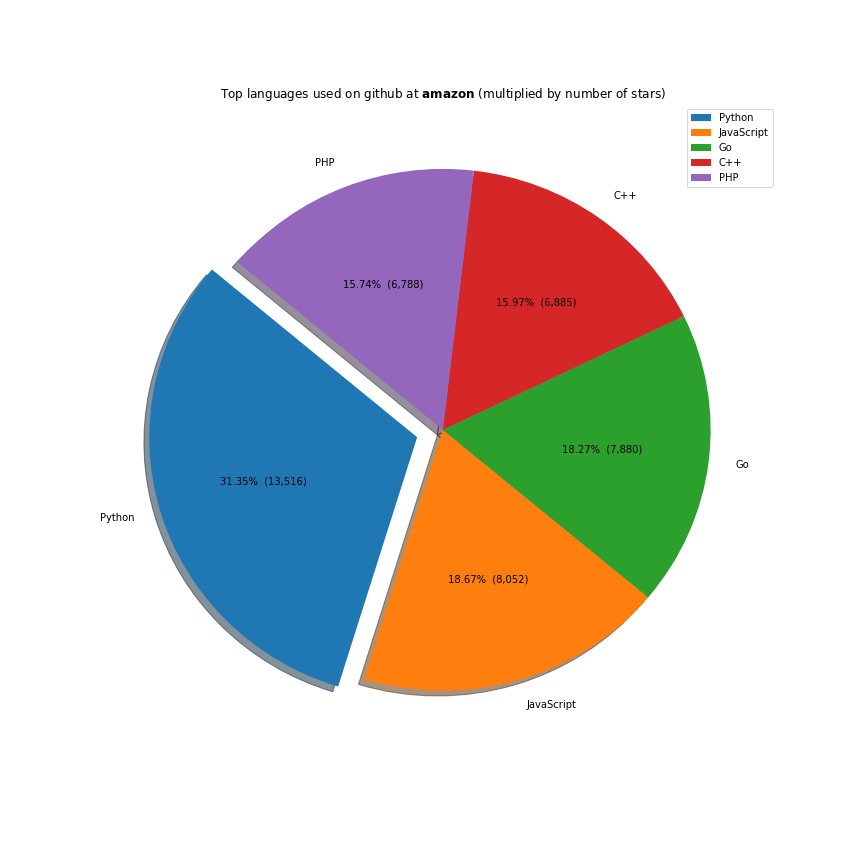 Top languages used on github at amazon (multiplied by number of stars)
Python
JavaScript
Go
C++
PHP
PHP
C++
15.74% (6,788)
15.97% (6,885)
18.27% (7,880)
Go
31.35% (13,516)
Python
18.67% (8,052)
JavaScript